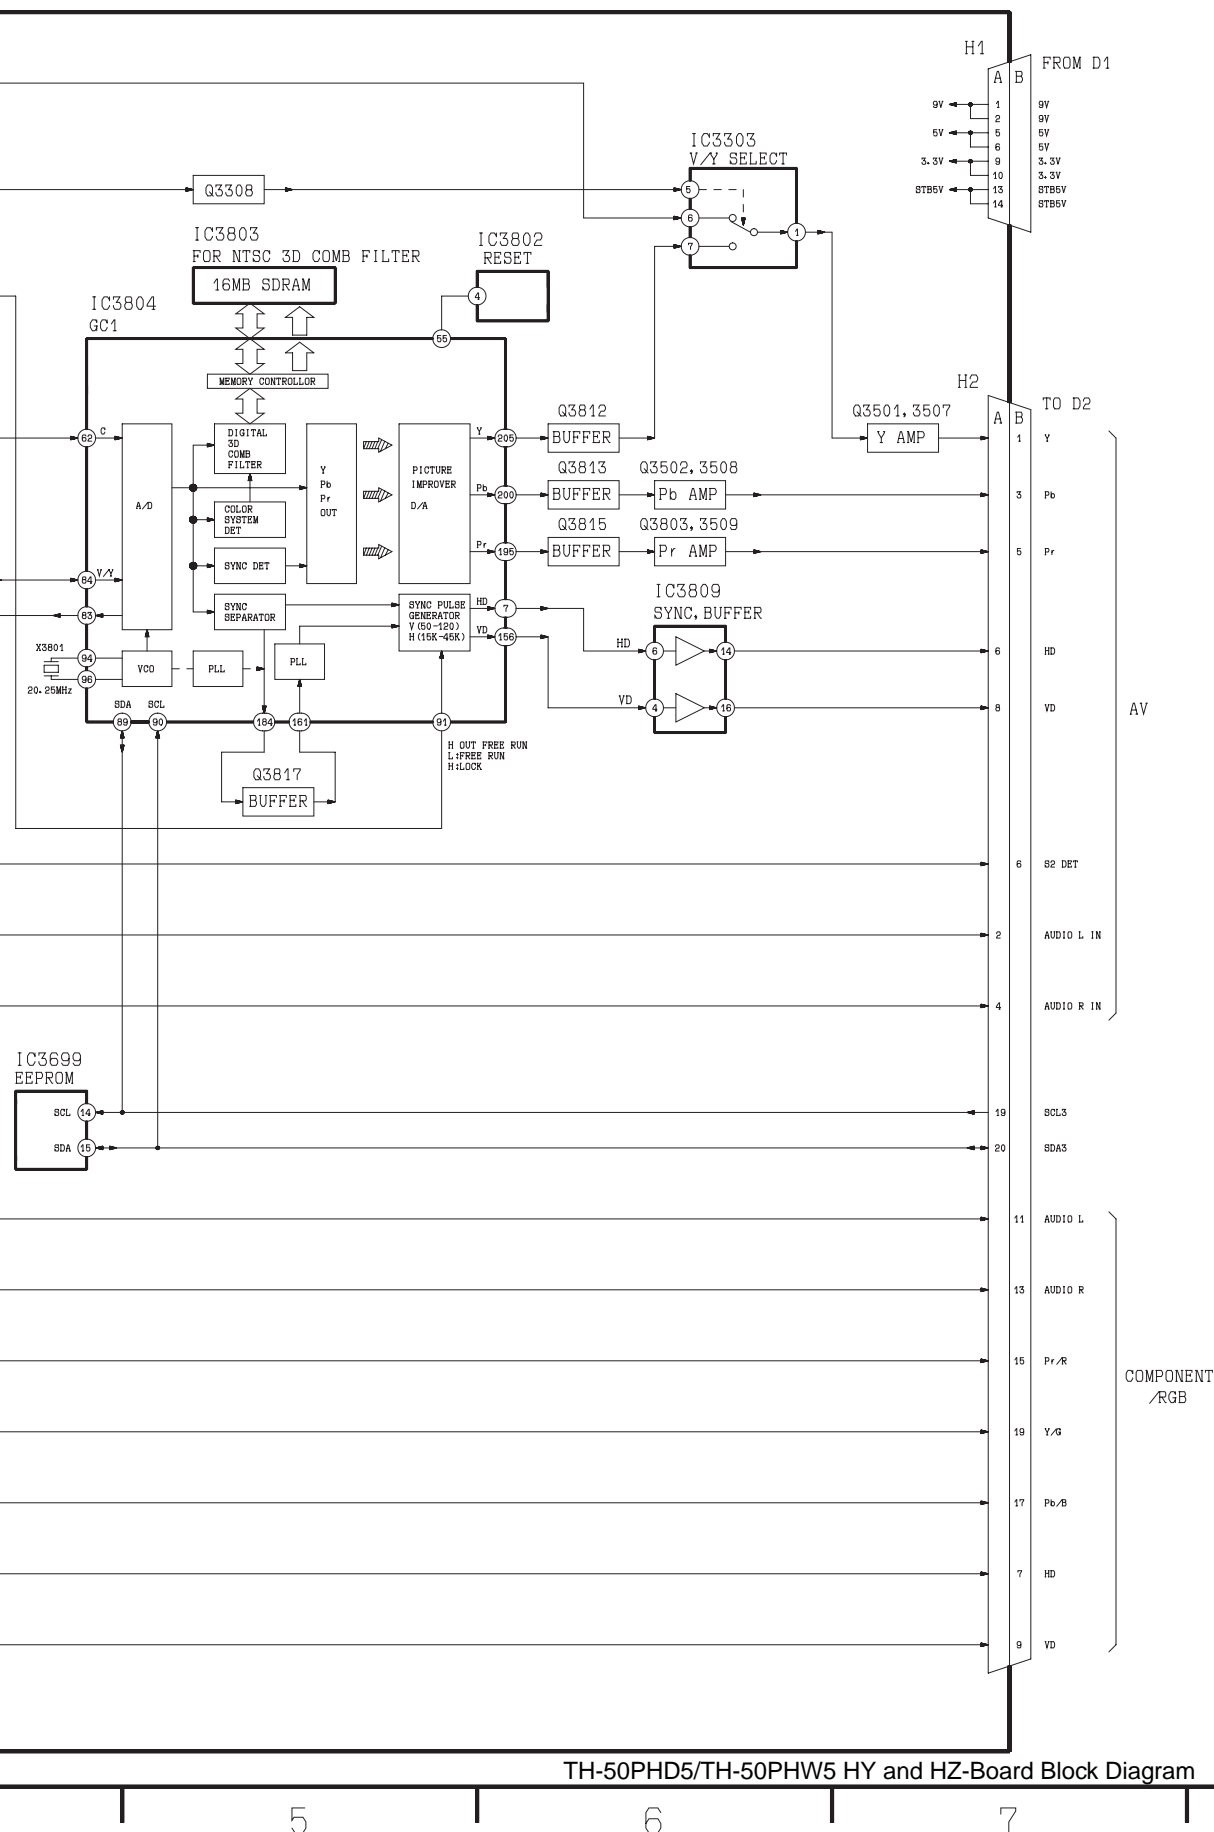 H1
FROM D1
A B
9V 1 9V
2 9V
5V 5 5V
6 5V
3.3V 9 3.3V
10 3.3V
STB5V 13 STB5V
14 STB5V
IC3303
V/Y SELECT
5
6
7
1
Q3308
IC3803
FOR NTSC 3D COMB FILTER
16MB SDRAM
IC3802
RESET
4
IC3804
GC1
55
MEMORY CONTROLLOR
62 C
A/D
DIGITAL
3D
COMB
FILTER
COLOR
SYSTEM
DET
SYNC DET
SYNC
SEPARATOR
Y
Pb
Pr
OUT
PICTURE
IMPROVER
D/A
Y 205
Pb 200
Pr 195
84 V/Y
83
SYNC PULSE
GENERATOR
V(50-120)
H(15K-45K)
HD 7
VD 156
X3801
94
96
20.25MHz
VCO
PLL
PLL
SDA SCL
89 90 184 161 91
H OUT FREE RUN
L:FREE RUN
H:LOCK
Q3817
BUFFER
Q3812
BUFFER
Q3813
BUFFER
Q3502,3508
Pb AMP
Q3815
BUFFER
Q3803,3509
Pr AMP
IC3809
SYNC,BUFFER
HD 6 14
VD 4 16
Q3501,3507
Y AMP
H2
TO D2
A B
1 Y
3 Pb
5 Pr
6 HD
8 VD
AV
6 S2 DET
2 AUDIO L IN
4 AUDIO R IN
IC3699
EEPROM
SCL 14
SDA 15
19 SCL3
20 SDA3
11 AUDIO L
13 AUDIO R
15 Pr/R
COMPONENT
/RGB
19 Y/G
17 Pb/B
7 HD
9 VD
TH-50PHD5/TH-50PHW5 HY and HZ-Board Block Diagram
5 6 7